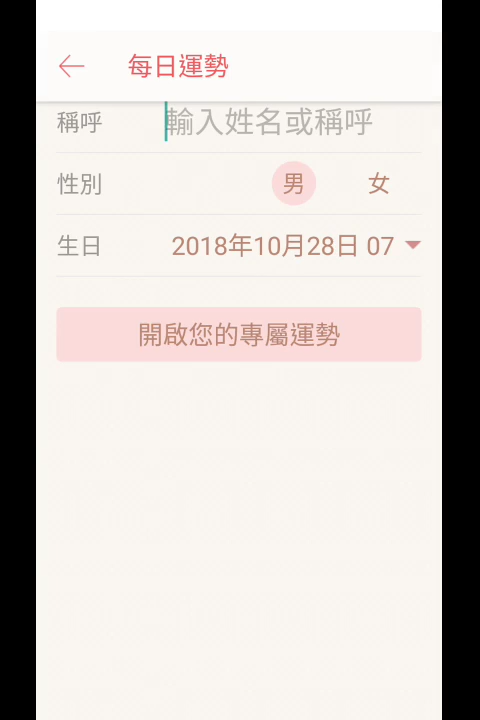 每日運勢
稱呼 輸入姓名或稱呼
性別 男 女
生日 2018年10月28日 07
開啟您的專屬運勢